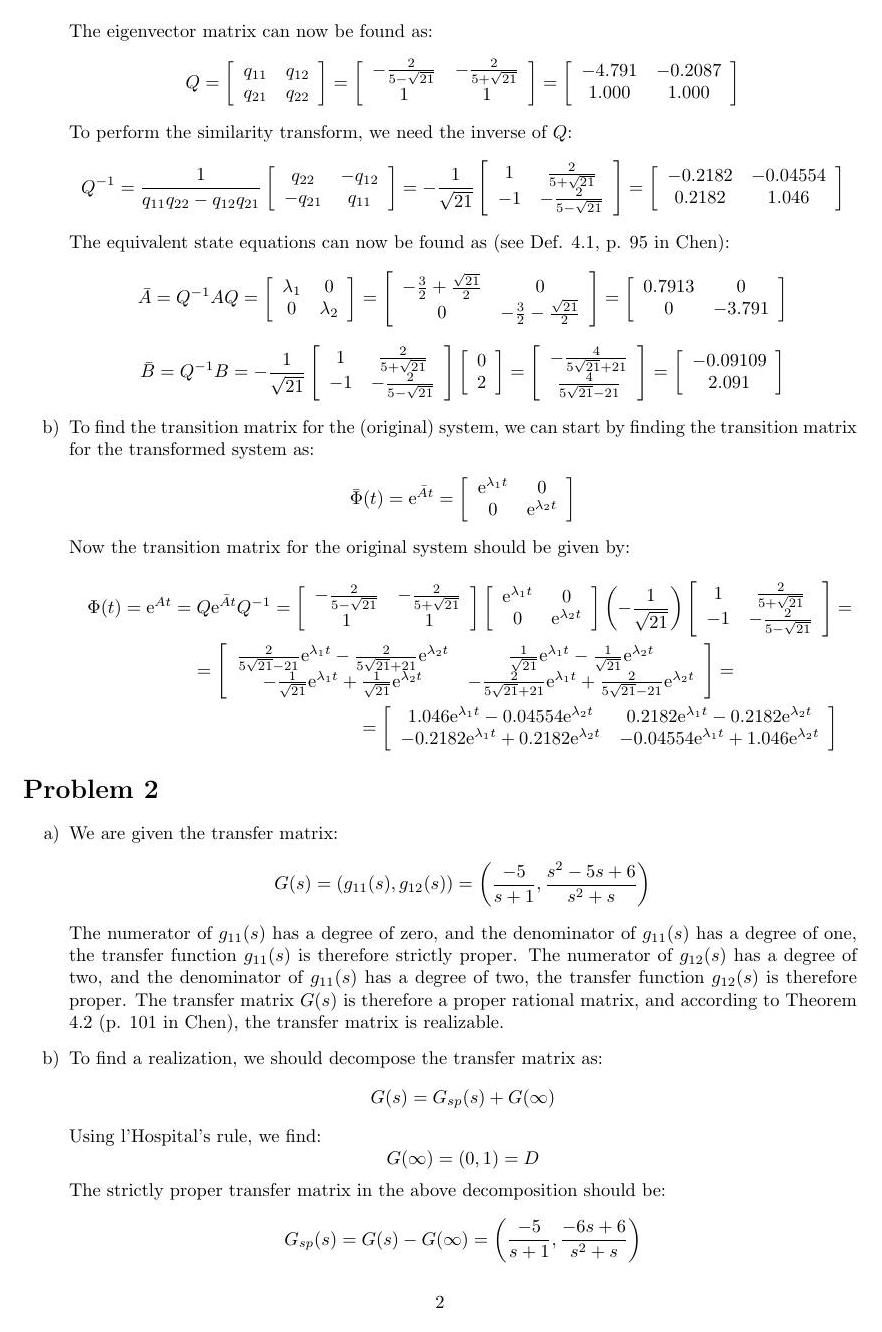 The eigenvector matrix can now be found as:
Q = [ q₁₁ q₁₂ ; q₂₁ q₂₂ ] = [ −2/(5−√21) −2/(5+√21) ; 1 1 ] = [ −4.791 −0.2087 ; 1.000 1.000 ]
To perform the similarity transform, we need the inverse of Q:
Q⁻¹ = 1/(q₁₁q₂₂ − q₁₂q₂₁) [ q₂₂ −q₁₂ ; −q₂₁ q₁₁ ] = −1/√21 [ 1 2/(5+√21) ; −1 −2/(5−√21) ] = [ −0.2182 −0.04554 ; 0.2182 1.046 ]
The equivalent state equations can now be found as (see Def. 4.1, p. 95 in Chen):
Ā = Q⁻¹AQ = [ λ₁ 0 ; 0 λ₂ ] = [ −3/2 + √21/2 0 ; 0 −3/2 − √21/2 ] = [ 0.7913 0 ; 0 −3.791 ]
B̄ = Q⁻¹B = −1/√21 [ 1 2/(5+√21) ; −1 −2/(5−√21) ] [ 0 ; 2 ] = [ −4/(5√21+21) ; 4/(5√21−21) ] = [ −0.09109 ; 2.091 ]
b) To find the transition matrix for the (original) system, we can start by finding the transition matrix
for the transformed system as:
Φ̄(t) = e^{Āt} = [ e^{λ₁t} 0 ; 0 e^{λ₂t} ]
Now the transition matrix for the original system should be given by:
Φ(t) = e^{At} = Qe^{Āt}Q⁻¹ = [ −2/(5−√21) −2/(5+√21) ; 1 1 ] [ e^{λ₁t} 0 ; 0 e^{λ₂t} ] (−1/√21) [ 1 2/(5+√21) ; −1 −2/(5−√21) ] =
= [ 2/(5√21−21) e^{λ₁t} − 2/(5√21+21) e^{λ₂t} 1/√21 e^{λ₁t} − 1/√21 e^{λ₂t} ; −1/√21 e^{λ₁t} + 1/√21 e^{λ₂t} −2/(5√21+21) e^{λ₁t} + 2/(5√21−21) e^{λ₂t} ] =
= [ 1.046e^{λ₁t} − 0.04554e^{λ₂t} 0.2182e^{λ₁t} − 0.2182e^{λ₂t} ; −0.2182e^{λ₁t} + 0.2182e^{λ₂t} −0.04554e^{λ₁t} + 1.046e^{λ₂t} ]
Problem 2
a) We are given the transfer matrix:
G(s) = (g₁₁(s), g₁₂(s)) = ( −5/(s + 1), (s² − 5s + 6)/(s² + s) )
The numerator of g₁₁(s) has a degree of zero, and the denominator of g₁₁(s) has a degree of one,
the transfer function g₁₁(s) is therefore strictly proper. The numerator of g₁₂(s) has a degree of
two, and the denominator of g₁₁(s) has a degree of two, the transfer function g₁₂(s) is therefore
proper. The transfer matrix G(s) is therefore a proper rational matrix, and according to Theorem
4.2 (p. 101 in Chen), the transfer matrix is realizable.
b) To find a realization, we should decompose the transfer matrix as:
G(s) = G_{sp}(s) + G(∞)
Using l'Hospital's rule, we find:
G(∞) = (0, 1) = D
The strictly proper transfer matrix in the above decomposition should be:
G_{sp}(s) = G(s) − G(∞) = ( −5/(s + 1), (−6s + 6)/(s² + s) )
2